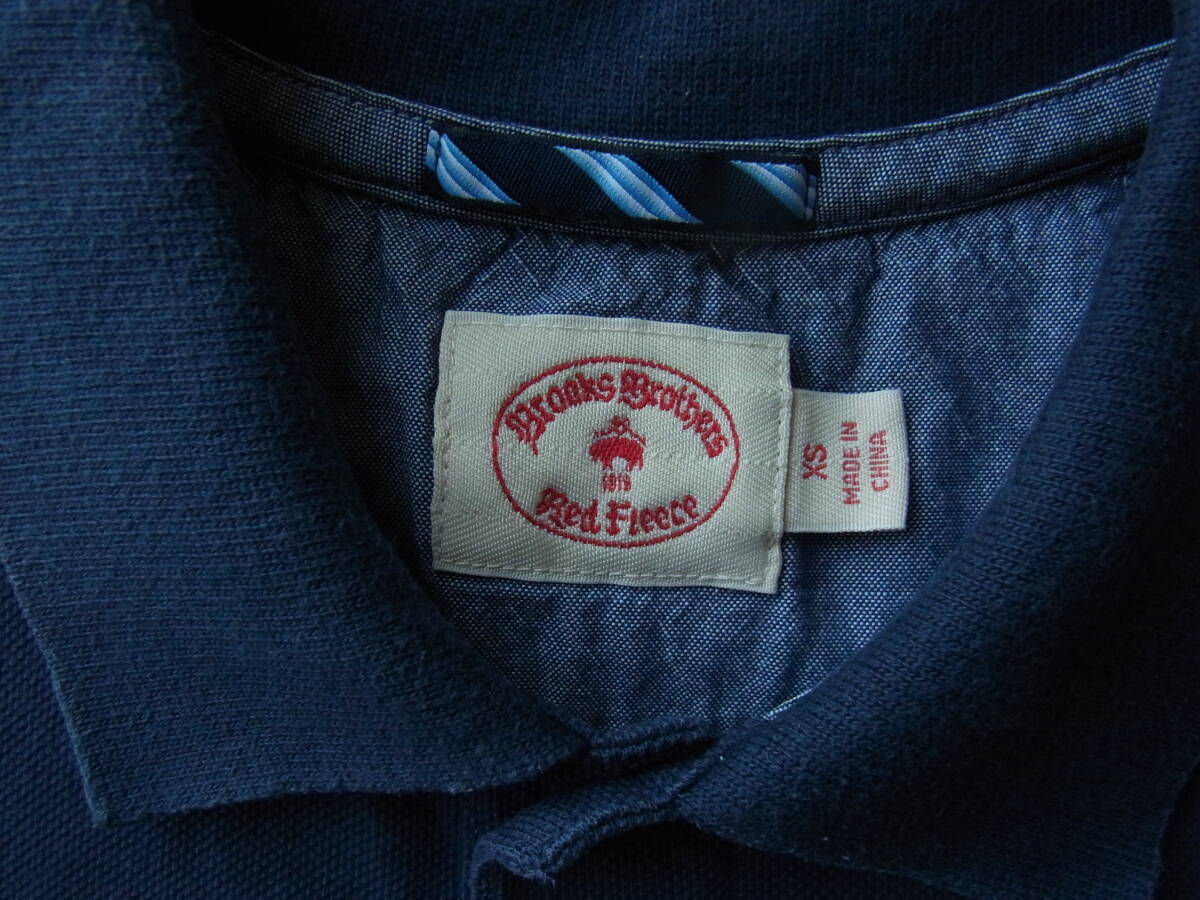 Brooks Brothers
1818
Red Fleece
XS
MADE IN
CHINA